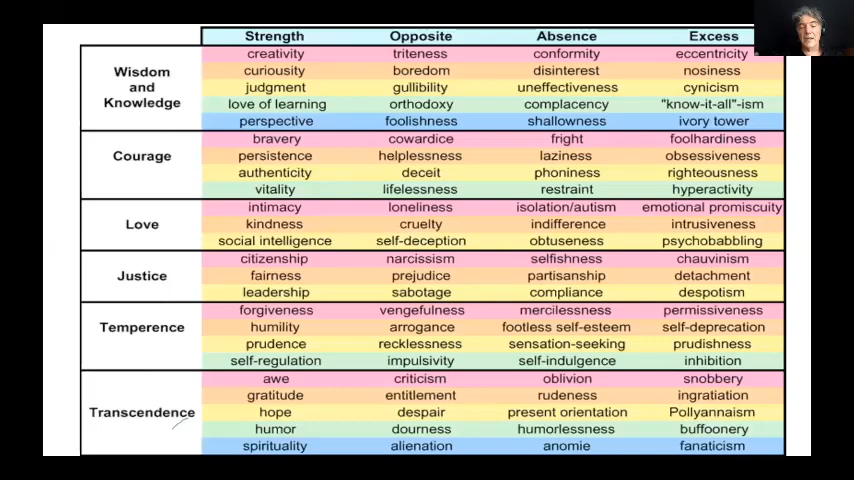 Strength Opposite Absence Excess
Wisdom and Knowledge
creativity triteness conformity eccentricity
curiousity boredom disinterest nosiness
judgment gullibility uneffectiveness cynicism
love of learning orthodoxy complacency "know-it-all"-ism
perspective foolishness shallowness ivory tower
Courage
bravery cowardice fright foolhardiness
persistence helplessness laziness obsessiveness
authenticity deceit phoniness righteousness
vitality lifelessness restraint hyperactivity
Love
intimacy loneliness isolation/autism emotional promiscuity
kindness cruelty indifference intrusiveness
social intelligence self-deception obtuseness psychobabbling
Justice
citizenship narcissism selfishness chauvinism
fairness prejudice partisanship detachment
leadership sabotage compliance despotism
Temperence
forgiveness vengefulness mercilessness permissiveness
humility arrogance footless self-esteem self-deprecation
prudence recklessness sensation-seeking prudishness
self-regulation impulsivity self-indulgence inhibition
Transcendence
awe criticism oblivion snobbery
gratitude entitlement rudeness ingratiation
hope despair present orientation Pollyannaism
humor dourness humorlessness buffoonery
spirituality alienation anomie fanaticism